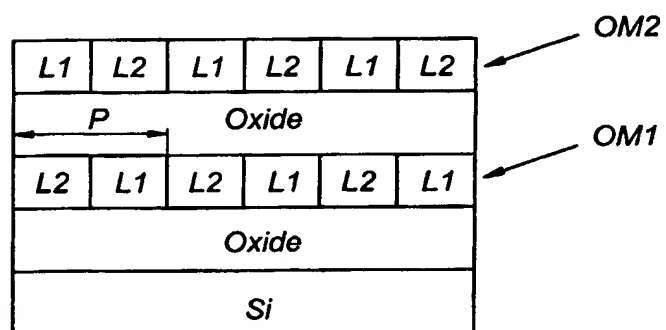 OM2
L1 L2 L1 L2 L1 L2
P Oxide
OM1
L2 L1 L2 L1 L2 L1
Oxide
Si